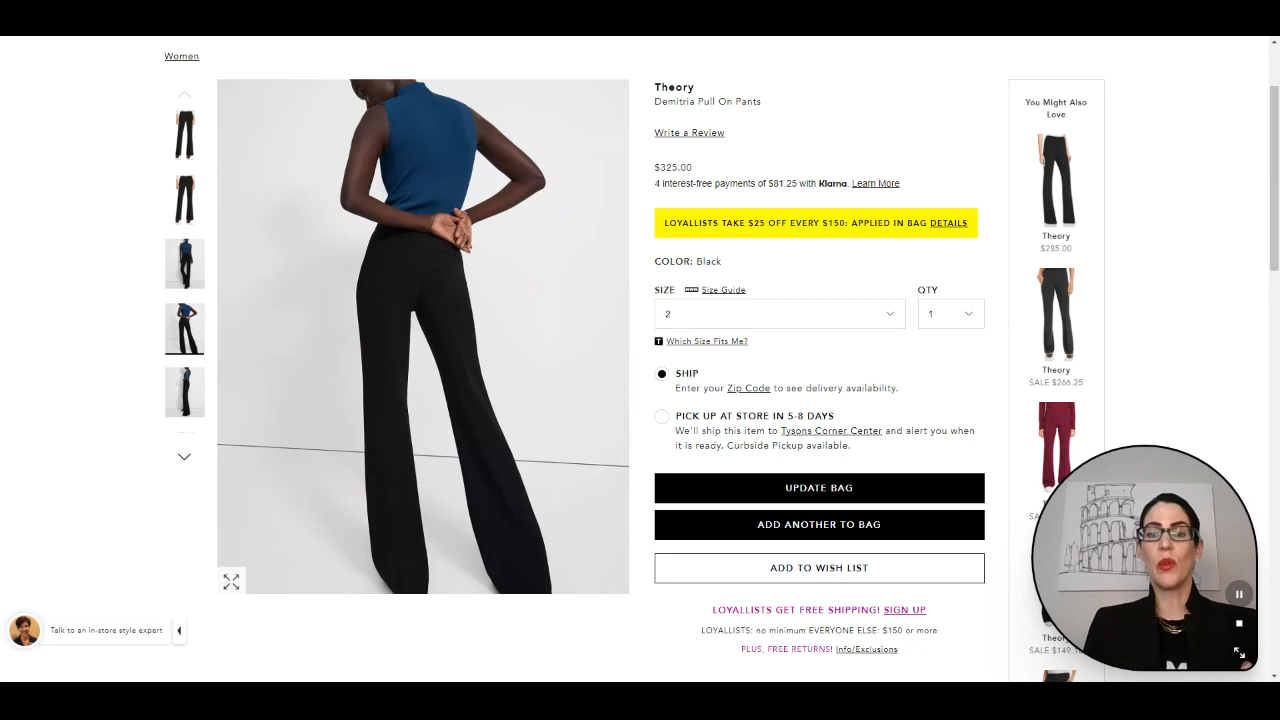 Women
Theory
Demitria Pull On Pants
Write a Review
$325.00
4 interest-free payments of $81.25 with Klarna. Learn More
LOYALLISTS TAKE $25 OFF EVERY $150: APPLIED IN BAG DETAILS
COLOR: Black
SIZE Size Guide
QTY
2
1
T Which Size Fits Me?
SHIP
Enter your Zip Code to see delivery availability.
PICK UP AT STORE IN 5-8 DAYS
We'll ship this item to Tysons Corner Center and alert you when
it is ready. Curbside Pickup available.
UPDATE BAG
ADD ANOTHER TO BAG
ADD TO WISH LIST
LOYALLISTS GET FREE SHIPPING! SIGN UP
LOYALLISTS: no minimum EVERYONE ELSE: $150 or more
PLUS, FREE RETURNS! Info/Exclusions
You Might Also
Love
Theory
$285.00
Theory
SALE $266.25
Theory
SALE $149.
Talk to an in-store style expert